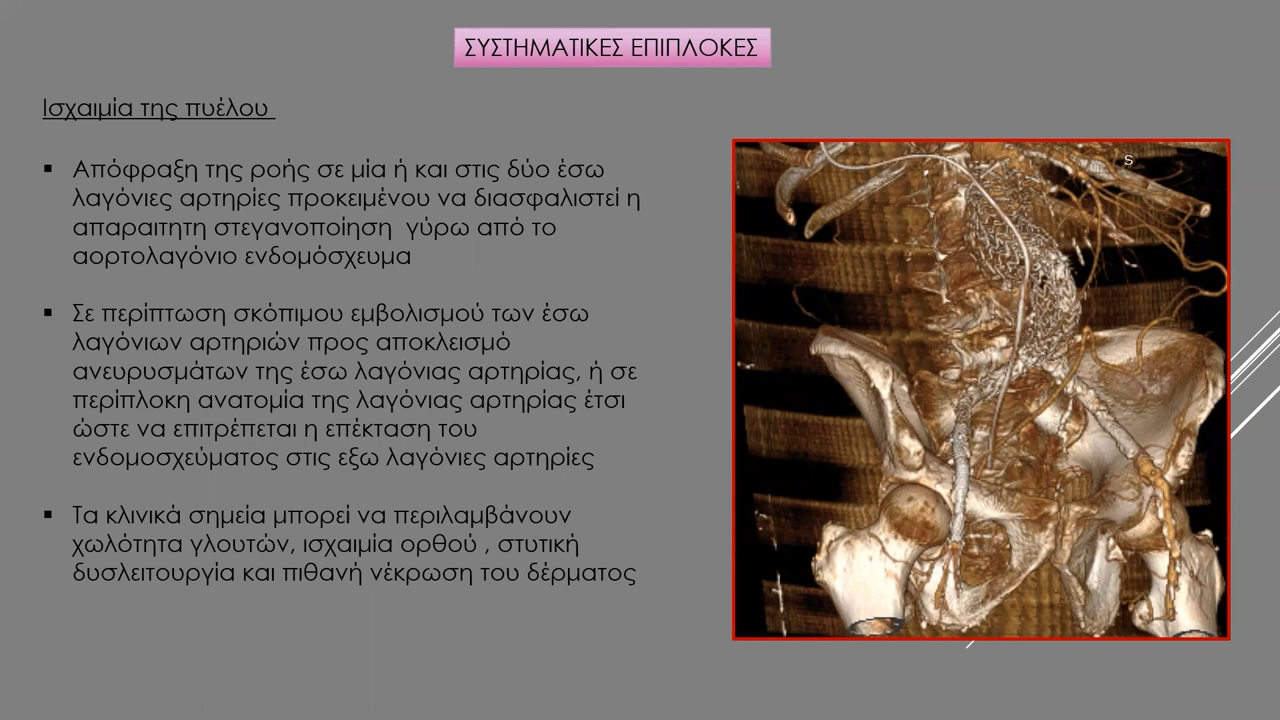 ΣΥΣΤΗΜΑΤΙΚΕΣ ΕΠΙΠΛΟΚΕΣ
Ισχαιμία της πυέλου
▪ Απόφραξη της ροής σε μία ή και στις δύο έσω
λαγόνιες αρτηρίες προκειμένου να διασφαλιστεί η
απαραιτητη στεγανοποίηση γύρω από το
αορτολαγόνιο ενδομόσχευμα
▪ Σε περίπτωση σκόπιμου εμβολισμού των έσω
λαγόνιων αρτηριών προς αποκλεισμό
ανευρυσμάτων της έσω λαγόνιας αρτηρίας, ή σε
περίπλοκη ανατομία της λαγόνιας αρτηρίας έτσι
ώστε να επιτρέπεται η επέκταση του
ενδομοσχεύματος στις εξω λαγόνιες αρτηρίες
▪ Τα κλινικά σημεία μπορεί να περιλαμβάνουν
χωλότητα γλουτών, ισχαιμία ορθού , στυτική
δυσλειτουργία και πιθανή νέκρωση του δέρματος
S